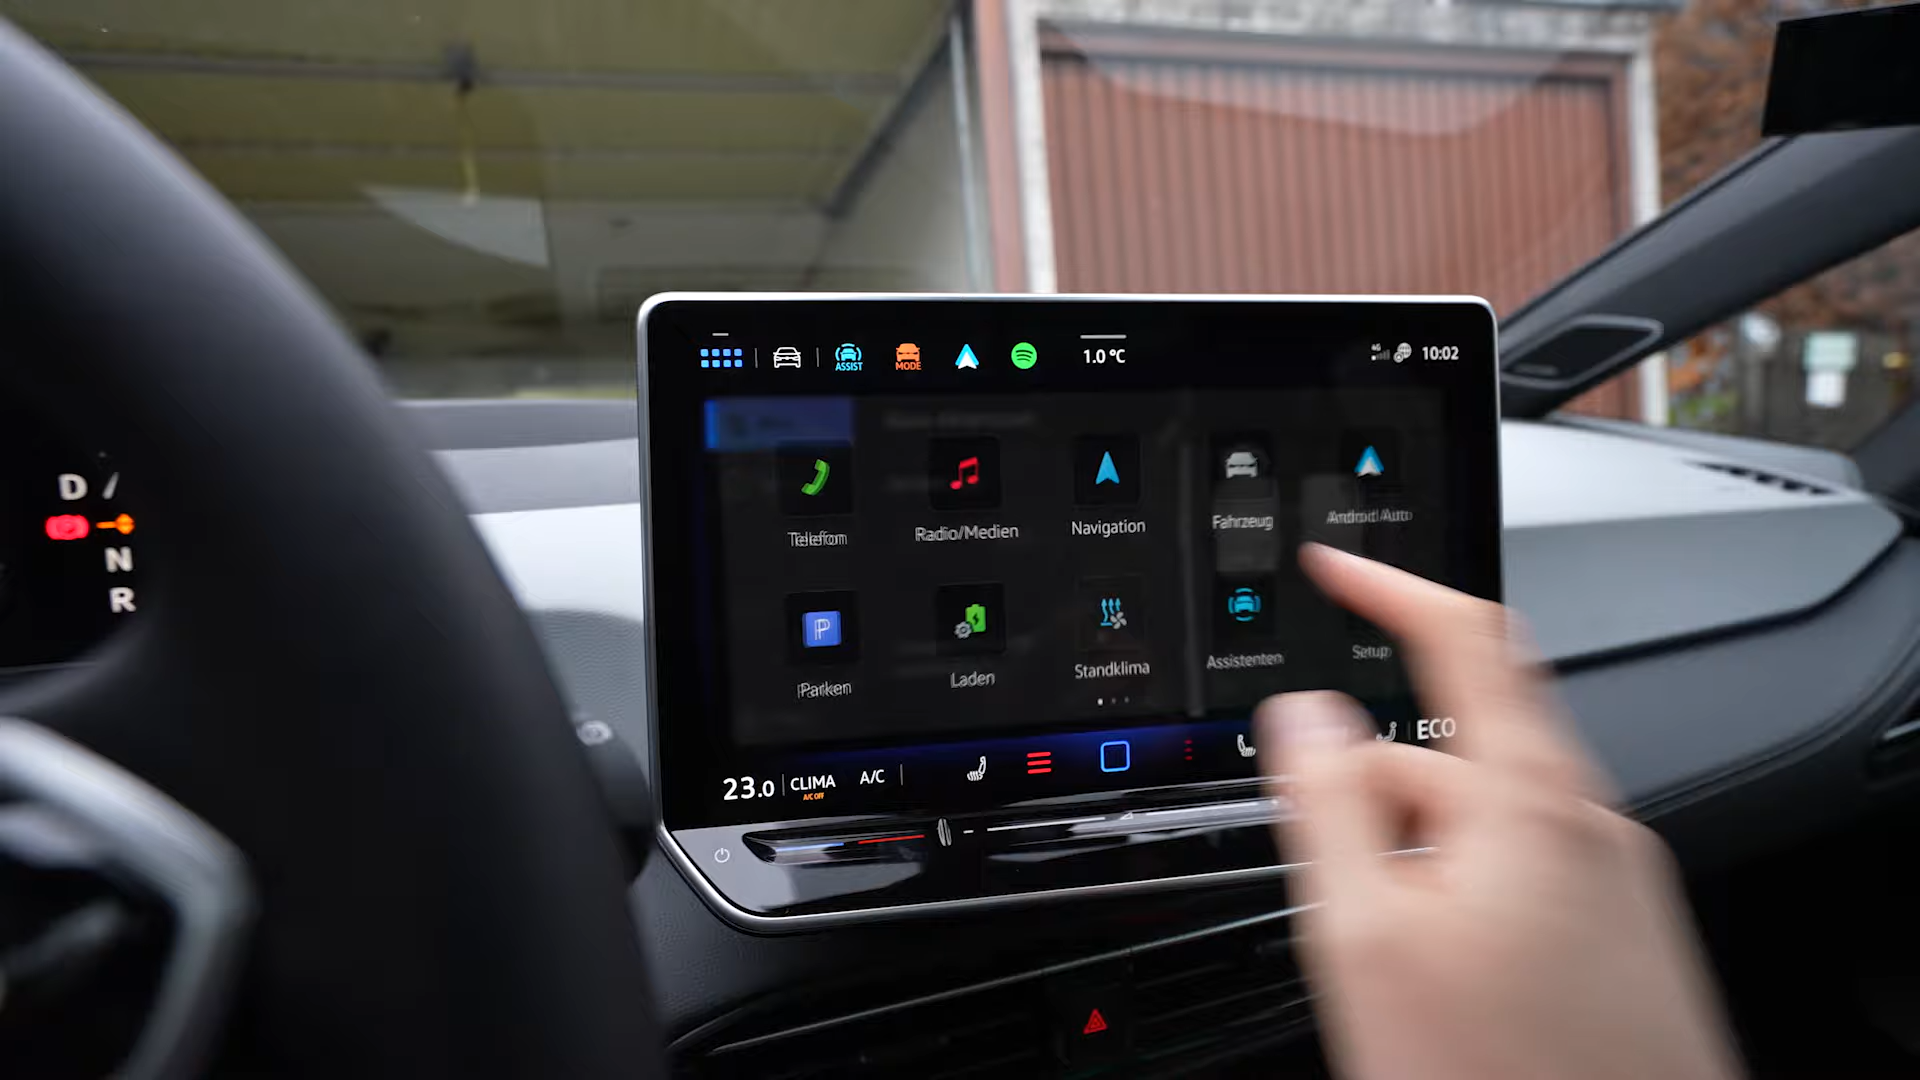 ASSIST
MODE
1.0 °C
4G
10:02
Telefon
Radio/Medien
Navigation
Fahrzeug
Android Auto
P
Parken
Laden
Standklima
Assistenten
Setup
23.0
CLIMA
A/C OFF
A/C
ECO
D
N
R